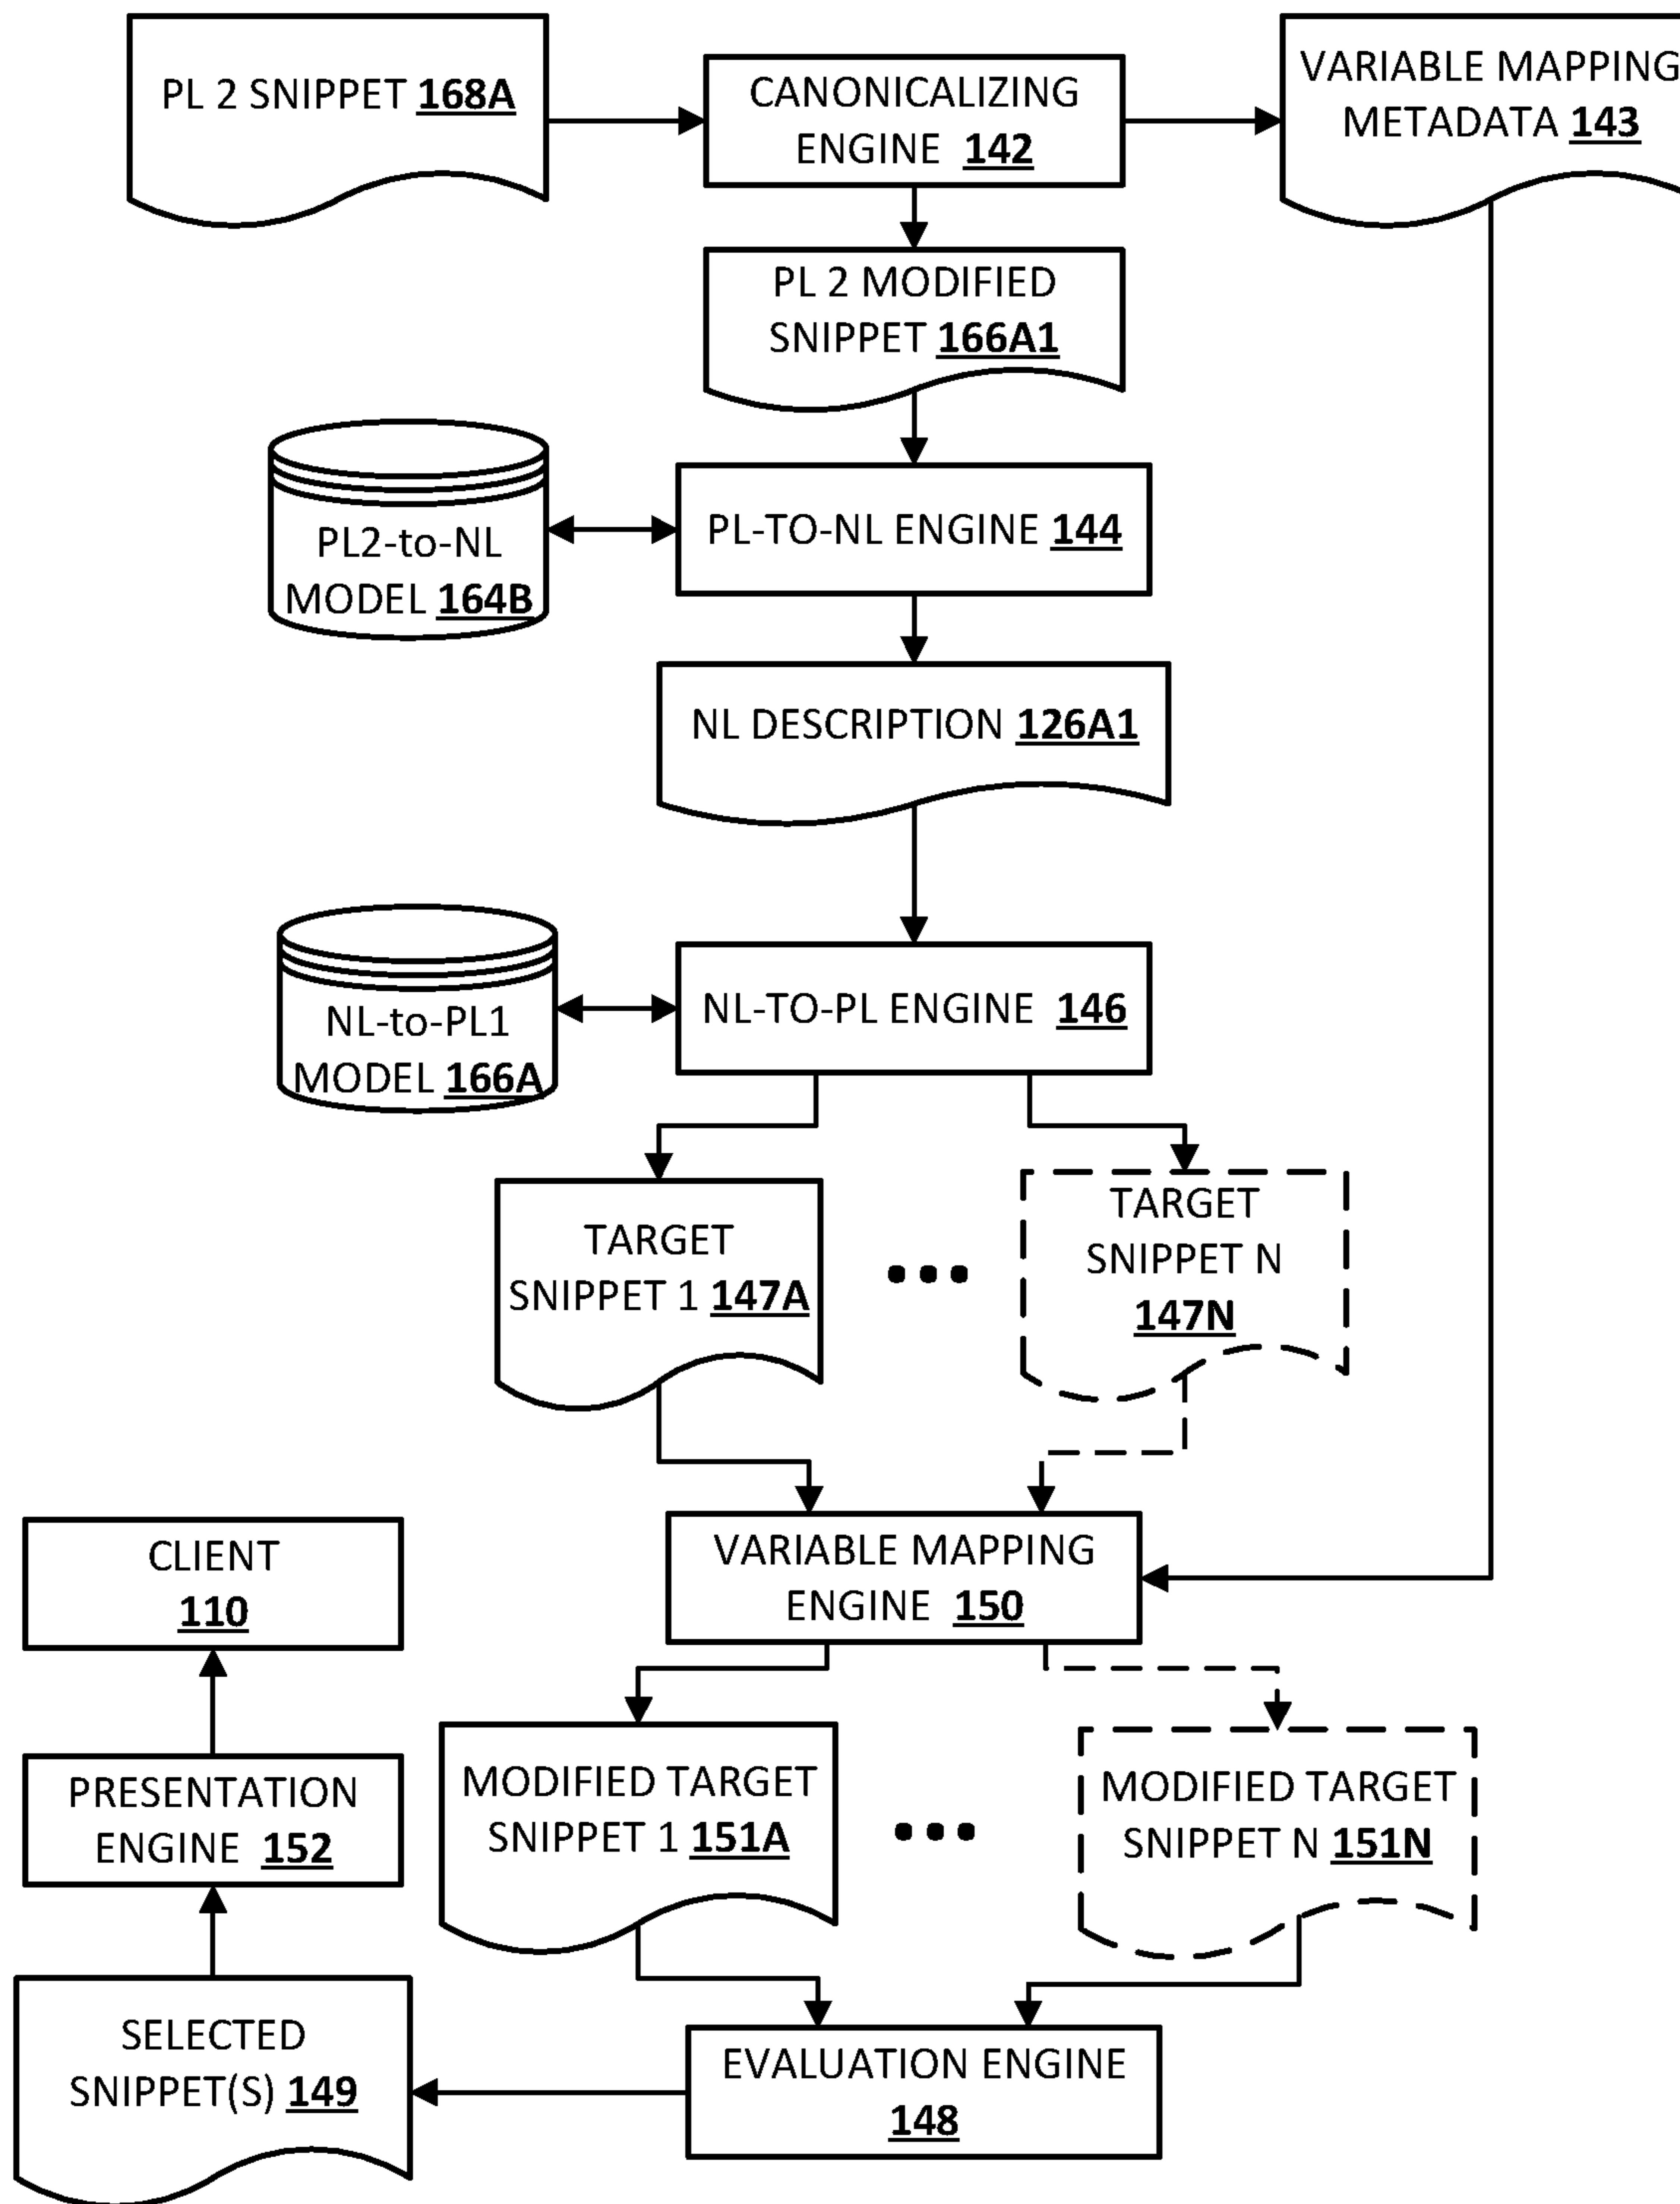 PL 2 SNIPPET 168A
CANONICALIZING
ENGINE 142
VARIABLE MAPPING
METADATA 143
PL 2 MODIFIED
SNIPPET 166A1
PL2-to-NL
MODEL 164B
PL-TO-NL ENGINE 144
NL DESCRIPTION 126A1
NL-to-PL1
MODEL 166A
NL-TO-PL ENGINE 146
TARGET
SNIPPET 1 147A
TARGET
SNIPPET N
147N
VARIABLE MAPPING
ENGINE 150
CLIENT
110
PRESENTATION
ENGINE 152
MODIFIED TARGET
SNIPPET 1 151A
MODIFIED TARGET
SNIPPET N 151N
SELECTED
SNIPPET(S) 149
EVALUATION ENGINE
148